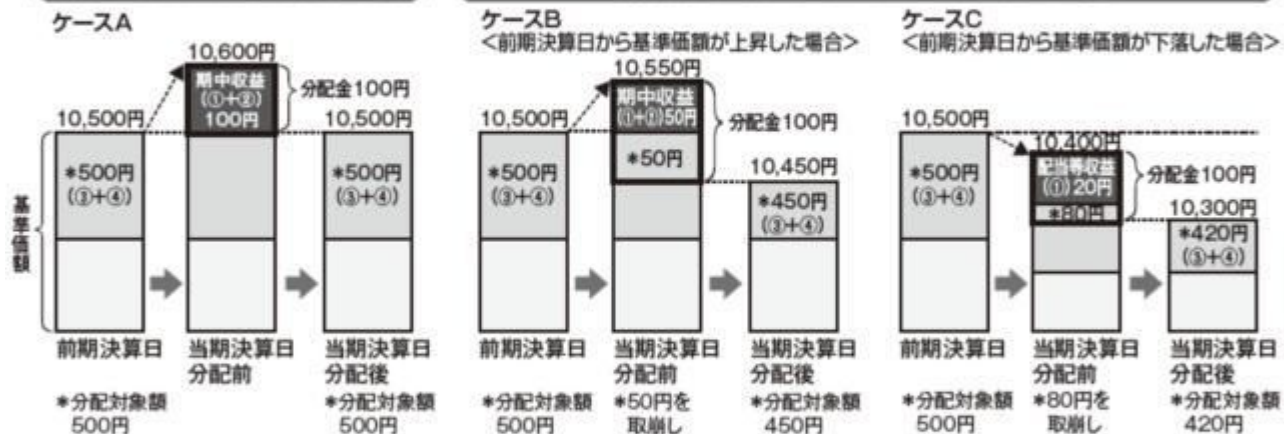 ケースA
10,600円
期中収益
(①+②)
100円
分配金100円
10,500円
10,500円
*500円
(③+④)
*500円
(③+④)
基準価額
前期決算日
当期決算日
分配前
当期決算日
分配後
*分配対象額
500円
*分配対象額
500円
ケースB
<前期決算日から基準価額が上昇した場合>
10,550円
期中収益
(①+②)50円
分配金100円
10,500円
*50円
10,450円
*500円
(③+④)
*450円
(③+④)
前期決算日
当期決算日
分配前
当期決算日
分配後
*分配対象額
500円
*50円を
取崩し
*分配対象額
450円
ケースC
<前期決算日から基準価額が下落した場合>
10,500円
10,400円
配当等収益
(①)20円
分配金100円
*80円
10,300円
*500円
(③+④)
*420円
(③+④)
前期決算日
当期決算日
分配前
当期決算日
分配後
*分配対象額
500円
*80円を
取崩し
*分配対象額
420円